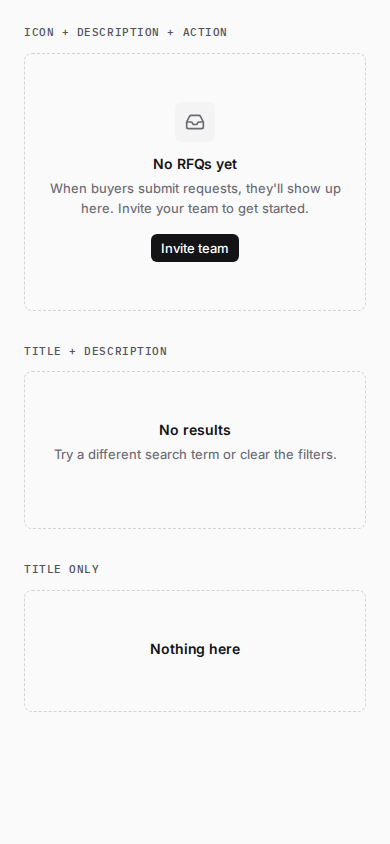 ICON + DESCRIPTION + ACTION
No RFQs yet
When buyers submit requests, they'll show up
here. Invite your team to get started.
Invite team
TITLE + DESCRIPTION
No results
Try a different search term or clear the filters.
TITLE ONLY
Nothing here